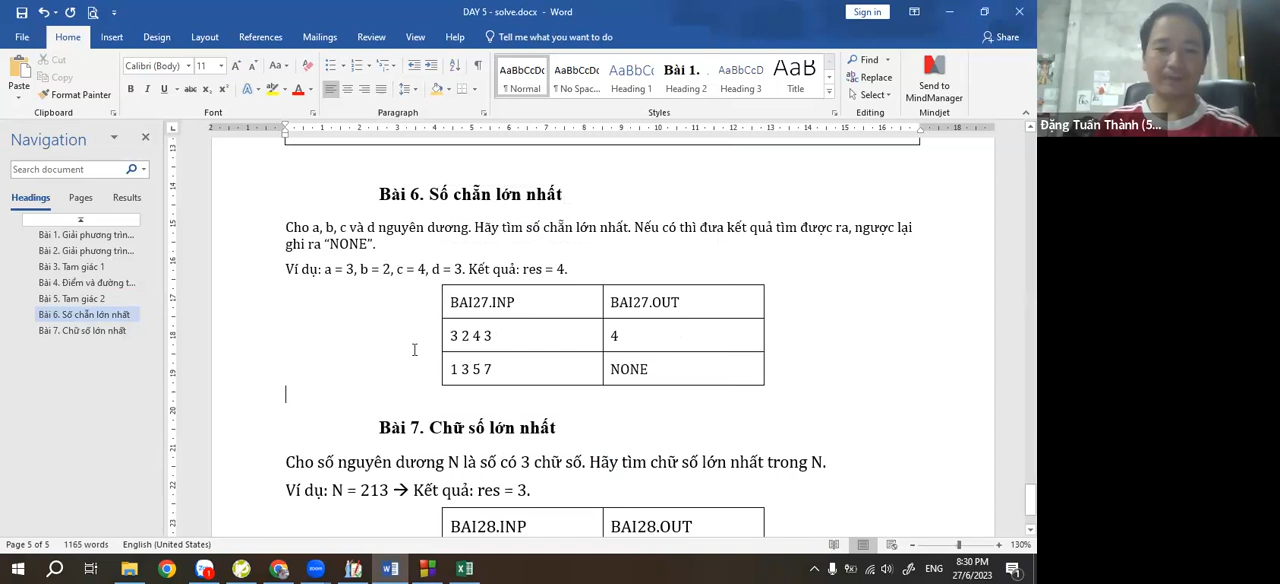 DAY 5 - solve.docx - Word
Sign in
File Home Insert Design Layout References Mailings Review View Help Tell me what you want to do Share
Paste
Cut
Copy
Format Painter
Clipboard
Calibri (Body) 11
Font
Paragraph
AaBbCcDc AaBbCcDc AaBbCc Bài 1. AaBbCcD AaB
¶ Normal ¶ No Spac... Heading 1 Heading 2 Heading 3 Title
Styles
Find
Replace
Select
Editing
Send to
MindManager
Mindjet
Navigation
Search document
Headings Pages Results
Bài 1. Giải phương trìn...
Bài 2. Giải phương trìn...
Bài 3. Tam giác 1
Bài 4. Điểm và đường t...
Bài 5. Tam giác 2
Bài 6. Số chẵn lớn nhất
Bài 7. Chữ số lớn nhất
Bài 6. Số chẵn lớn nhất
Cho a, b, c và d nguyên dương. Hãy tìm số chẵn lớn nhất. Nếu có thì đưa kết quả tìm được ra, ngược lại
ghi ra “NONE”.
Ví dụ: a = 3, b = 2, c = 4, d = 3. Kết quả: res = 4.
BAI27.INP BAI27.OUT
3 2 4 3 4
1 3 5 7 NONE
Bài 7. Chữ số lớn nhất
Cho số nguyên dương N là số có 3 chữ số. Hãy tìm chữ số lớn nhất trong N.
Ví dụ: N = 213 → Kết quả: res = 3.
BAI28.INP BAI28.OUT
Đặng Tuấn Thành (5...
Page 5 of 5 1165 words English (United States) 130%
ENG
8:30 PM
27/6/2023